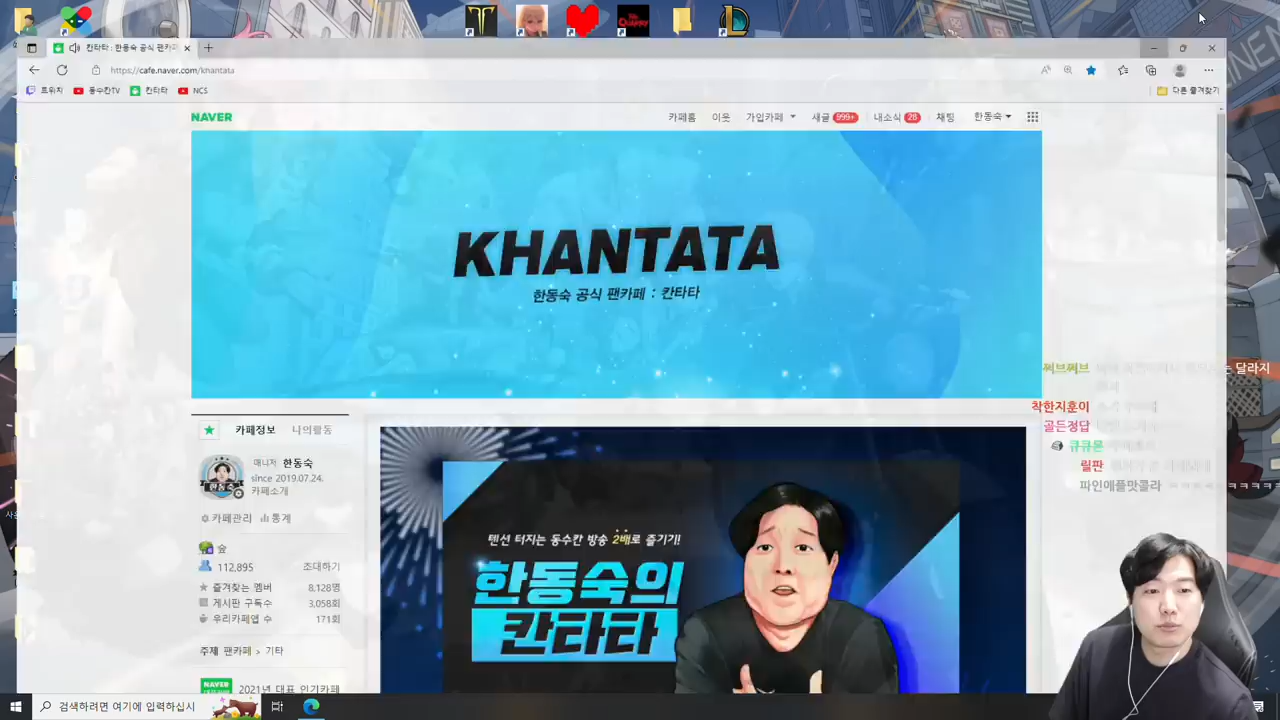 칸타타 : 한동숙 공식 팬카페
https://cafe.naver.com/khantata
트위치
동수칸TV
칸타타
NCS
다른 즐겨찾기
NAVER
카페홈
이웃
가입카페
새글 999+
내소식 28
채팅
한동숙
KHANTATA
한동숙 공식 팬카페 : 칸타타
카페정보
나의활동
매니저 한동숙
since 2019.07.24.
카페소개
카페관리
통계
숲
112,895
초대하기
즐겨찾는 멤버 8,128명
게시판 구독수 3,058회
우리카페앱 수 171회
주제 팬카페 > 기타
NAVER
2021년 대표 인기카페
텐션 터지는 동수칸 방송 2배로 즐기기!
한동숙의
칸타타
쩌브쩌브
달라지
착한지훈이
골든정답
큐큐몬
릴판
파인애플맛콜라
검색하려면 여기에 입력하십시